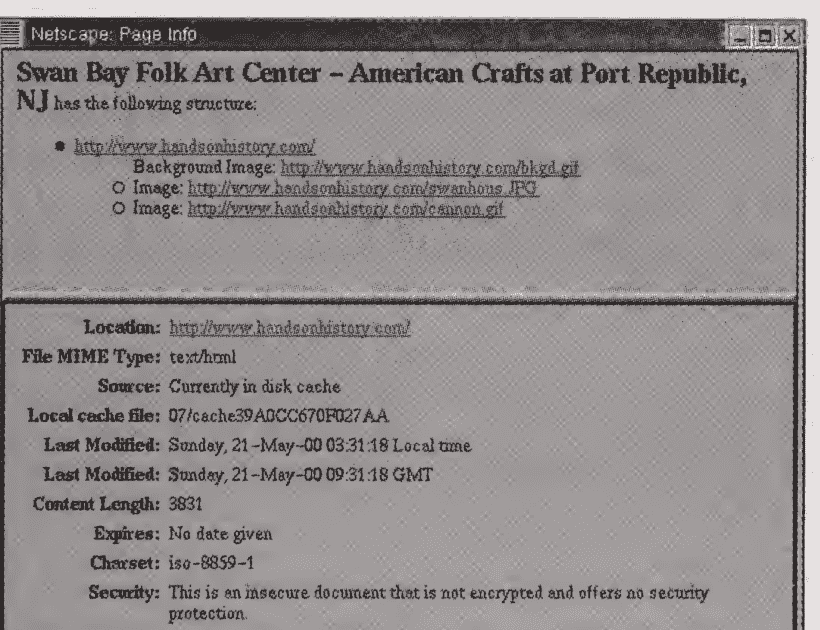 Netscape: Page Info
Swan Bay Folk Art Center – American Crafts at Port Republic,
NJ has the following structure:
http://www.handsonhistory.com/
Background Image: http://www.handsonhistory.com/bkgd.gif
Image: http://www.handsonhistory.com/swanhous.JPG
Image: http://www.handsonhistory.com/cannon.gif
Location: http://www.handsonhistory.com/
File MIME Type: text/html
Source: Currently in disk cache
Local cache file: 07/cache39A0CC670F027AA
Last Modified: Sunday, 21-May-00 03:31:18 Local time
Last Modified: Sunday, 21-May-00 09:31:18 GMT
Content Length: 3831
Expires: No date given
Charset: iso-8859-1
Security: This is an insecure document that is not encrypted and offers no security
protection.